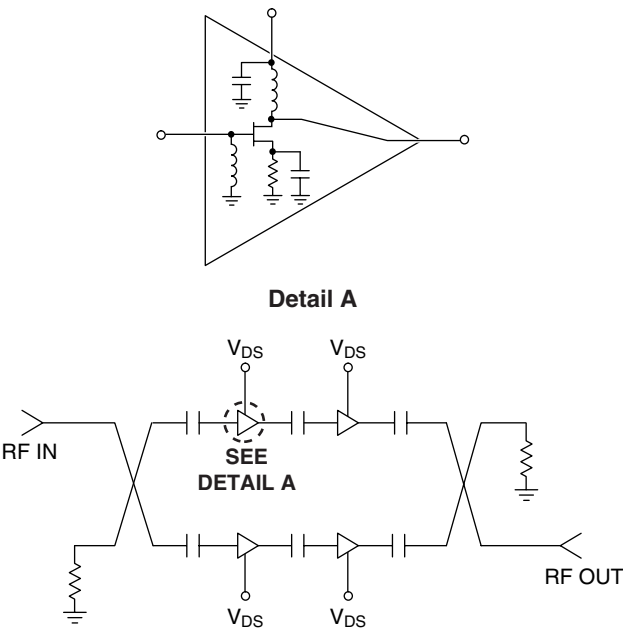 Detail A
V_DS V_DS
RF IN
SEE
DETAIL A
RF OUT
V_DS V_DS